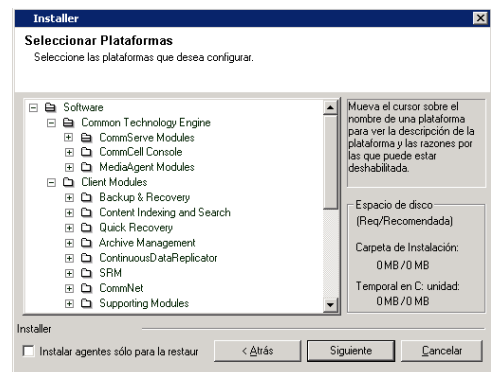 Installer
Seleccionar Plataformas
Seleccione las plataformas que desea configurar.
Software
Common Technology Engine
CommServe Modules
CommCell Console
MediaAgent Modules
Client Modules
Backup & Recovery
Content Indexing and Search
Quick Recovery
Archive Management
ContinuousDataReplicator
SRM
CommNet
Supporting Modules
Mueva el cursor sobre el
nombre de una plataforma
para ver la descripción de la
plataforma y las razones por
las que puede estar
deshabilitada.
Espacio de disco
(Req/Recomendada)
Carpeta de Instalación:
0 MB / 0 MB
Temporal en C: unidad:
0 MB / 0 MB
Installer
Instalar agentes sólo para la restaur
< Atrás
Siguiente
Cancelar